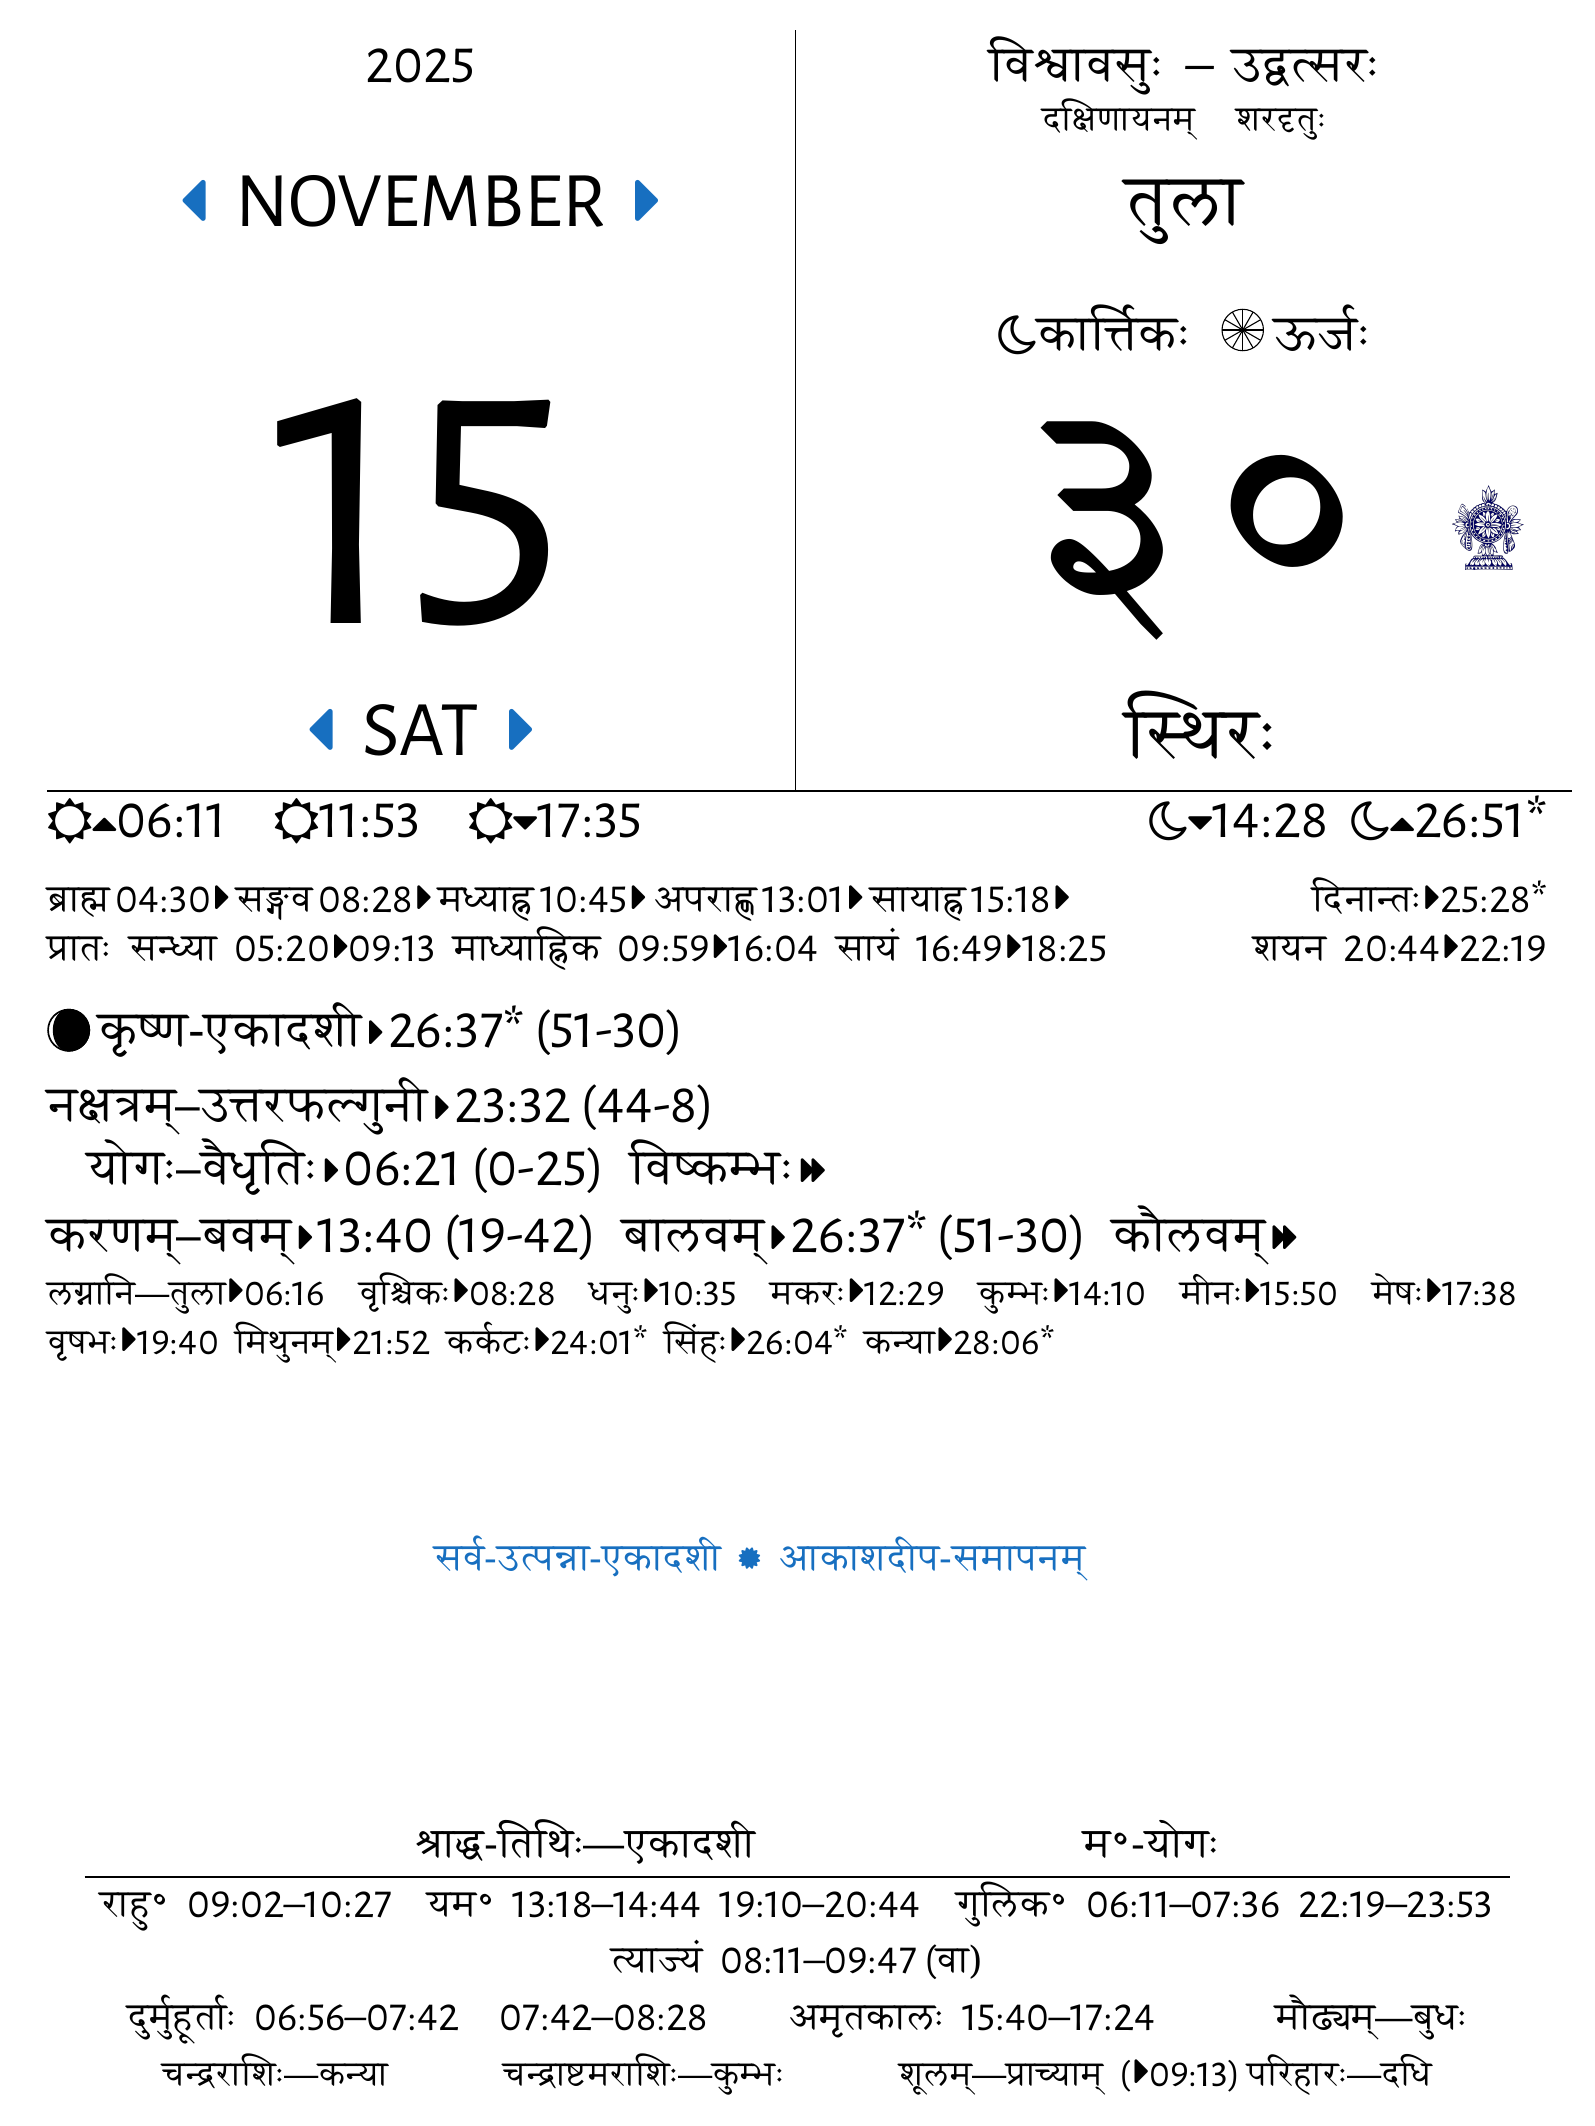 2025
विश्वावसुः – उद्वत्सरः
दक्षिणायनम् शरदृतुः
NOVEMBER
तुला
कार्त्तिकः ऊर्जः
15
३०
SAT
स्थिरः
06:11 11:53 17:35 14:28 26:51*
ब्राह्म 04:30 सङ्गव 08:28 मध्याह्न 10:45 अपराह्ण 13:01 सायाह्न 15:18 दिनान्तः 25:28*
प्रातः सन्ध्या 05:20 09:13 माध्याह्निक 09:59 16:04 सायं 16:49 18:25 शयन 20:44 22:19
कृष्ण-एकादशी 26:37* (51-30)
नक्षत्रम्–उत्तरफल्गुनी 23:32 (44-8)
योगः–वैधृतिः 06:21 (0-25) विष्कम्भः
करणम्–बवम् 13:40 (19-42) बालवम् 26:37* (51-30) कौलवम्
लग्नानि—तुला 06:16 वृश्चिकः 08:28 धनुः 10:35 मकरः 12:29 कुम्भः 14:10 मीनः 15:50 मेषः 17:38
वृषभः 19:40 मिथुनम् 21:52 कर्कटः 24:01* सिंहः 26:04* कन्या 28:06*
सर्व-उत्पन्ना-एकादशी ✹ आकाशदीप-समापनम्
श्राद्ध-तिथिः—एकादशी म॰-योगः
राहु॰ 09:02–10:27 यम॰ 13:18–14:44 19:10–20:44 गुलिक॰ 06:11–07:36 22:19–23:53
त्याज्यं 08:11–09:47 (वा)
दुर्मुहूर्ताः 06:56–07:42 07:42–08:28 अमृतकालः 15:40–17:24 मौढ्यम्—बुधः
चन्द्रराशिः—कन्या चन्द्राष्टमराशिः—कुम्भः शूलम्—प्राच्याम् (09:13) परिहारः—दधि